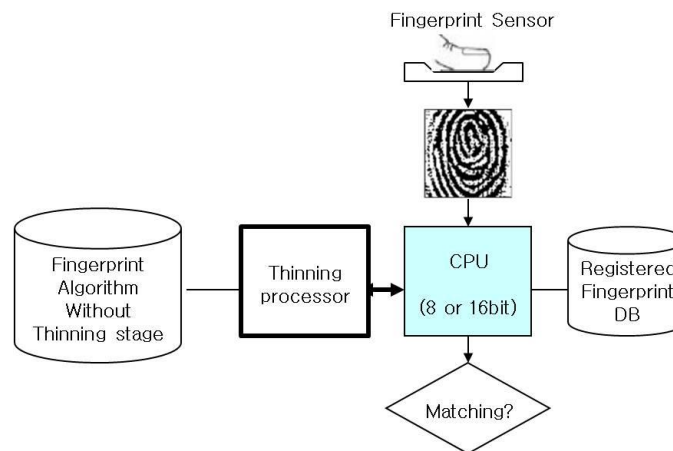 Fingerprint Sensor
Fingerprint
Algorithm
Without
Thinning stage
Thinning
processor
CPU
(8 or 16bit)
Registered
Fingerprint
DB
Matching?